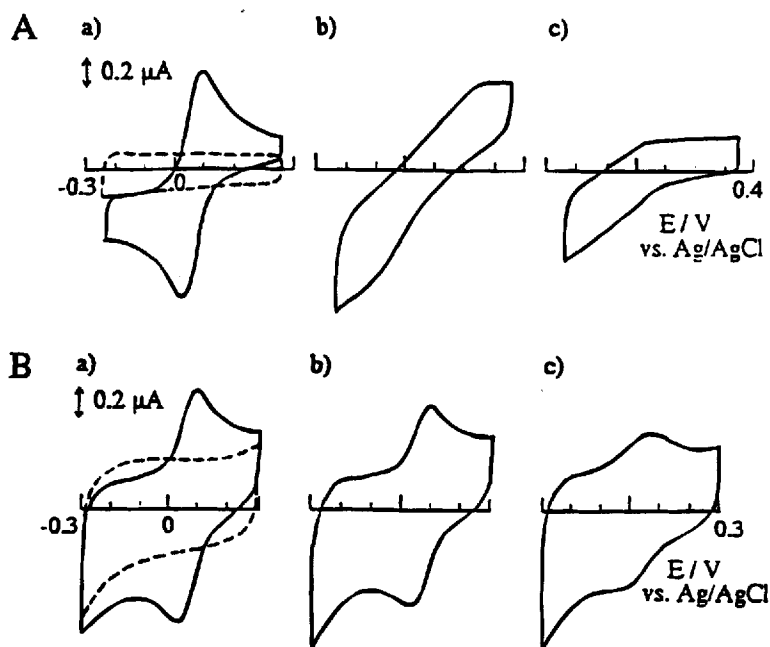 A
a)
b)
c)
0.2 μA
-0.3
0
0.4
E / V
vs. Ag/AgCl
B
a)
b)
c)
0.2 μA
-0.3
0
0.3
E / V
vs. Ag/AgCl